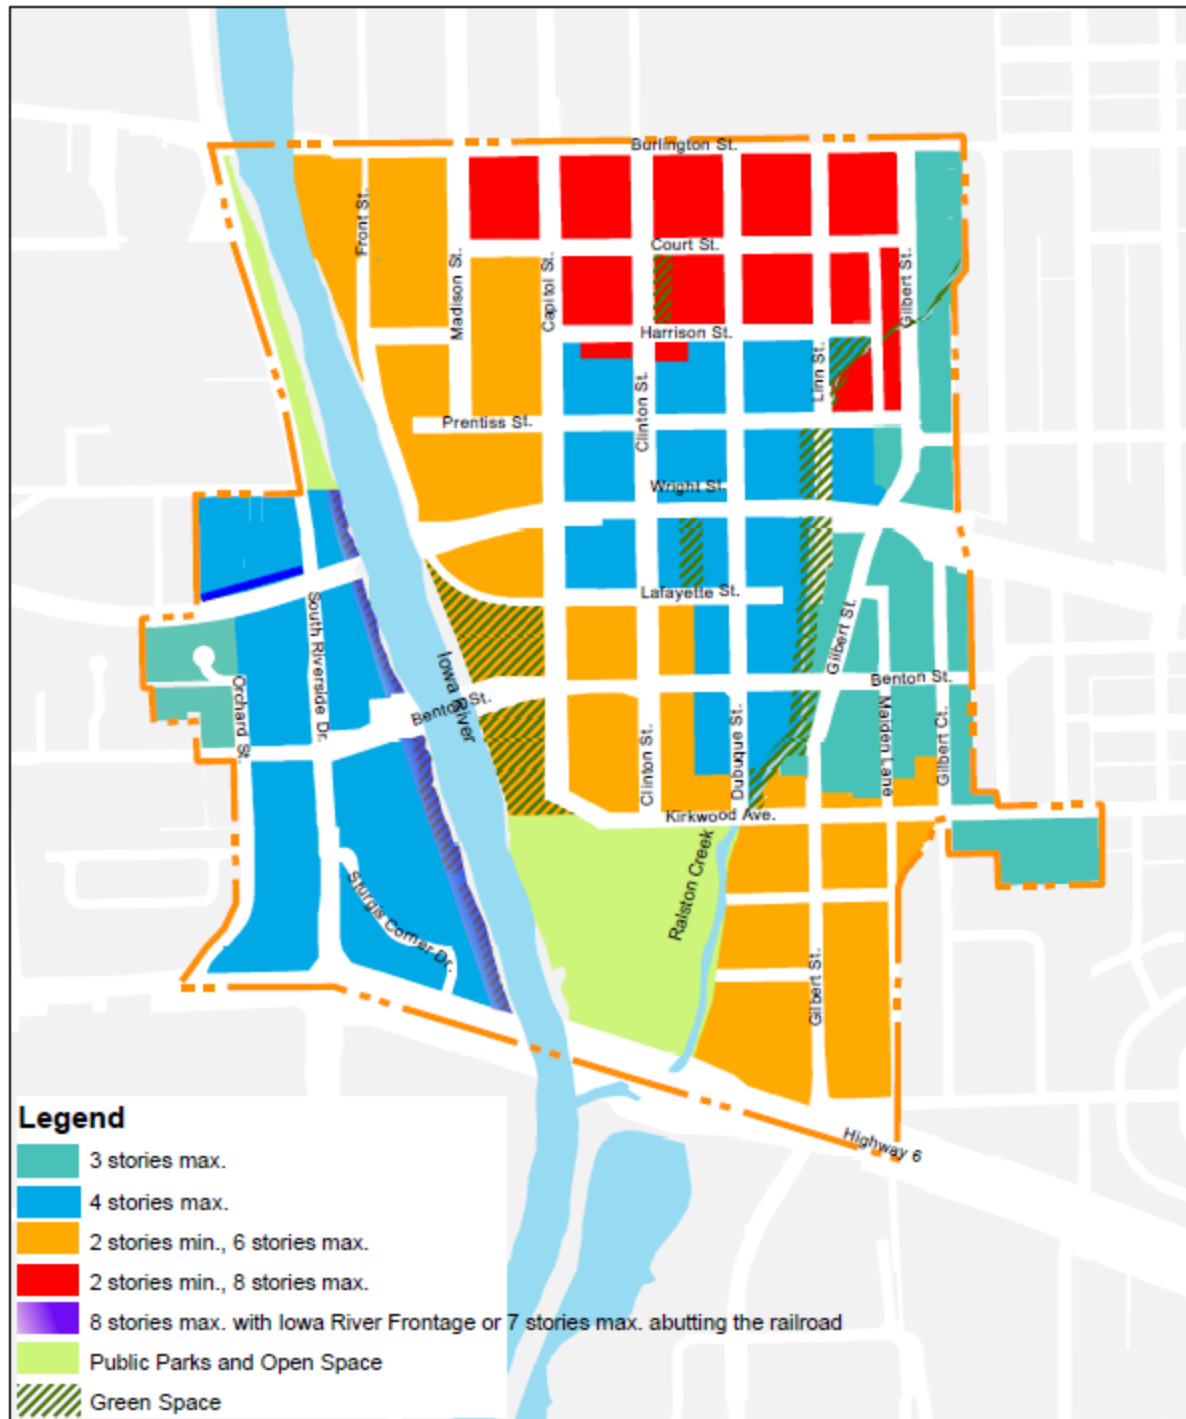 Burlington St.
Front St.
Court St.
Madison St.
Capitol St.
Gilbert St.
Harrison St.
Linn St.
Clinton St.
Prentiss St.
Wright St.
Lafayette St.
South Riverside Dr.
Gilbert St.
Iowa River
Benton St.
Orchard St.
Benton St.
Maiden Lane
Gilbert Ct.
Clinton St.
Dubuque St.
Kirkwood Ave.
Ralston Creek
Sturgis Corner Dr.
Gilbert St.
Highway 6
Legend
3 stories max.
4 stories max.
2 stories min., 6 stories max.
2 stories min., 8 stories max.
8 stories max. with Iowa River Frontage or 7 stories max. abutting the railroad
Public Parks and Open Space
Green Space